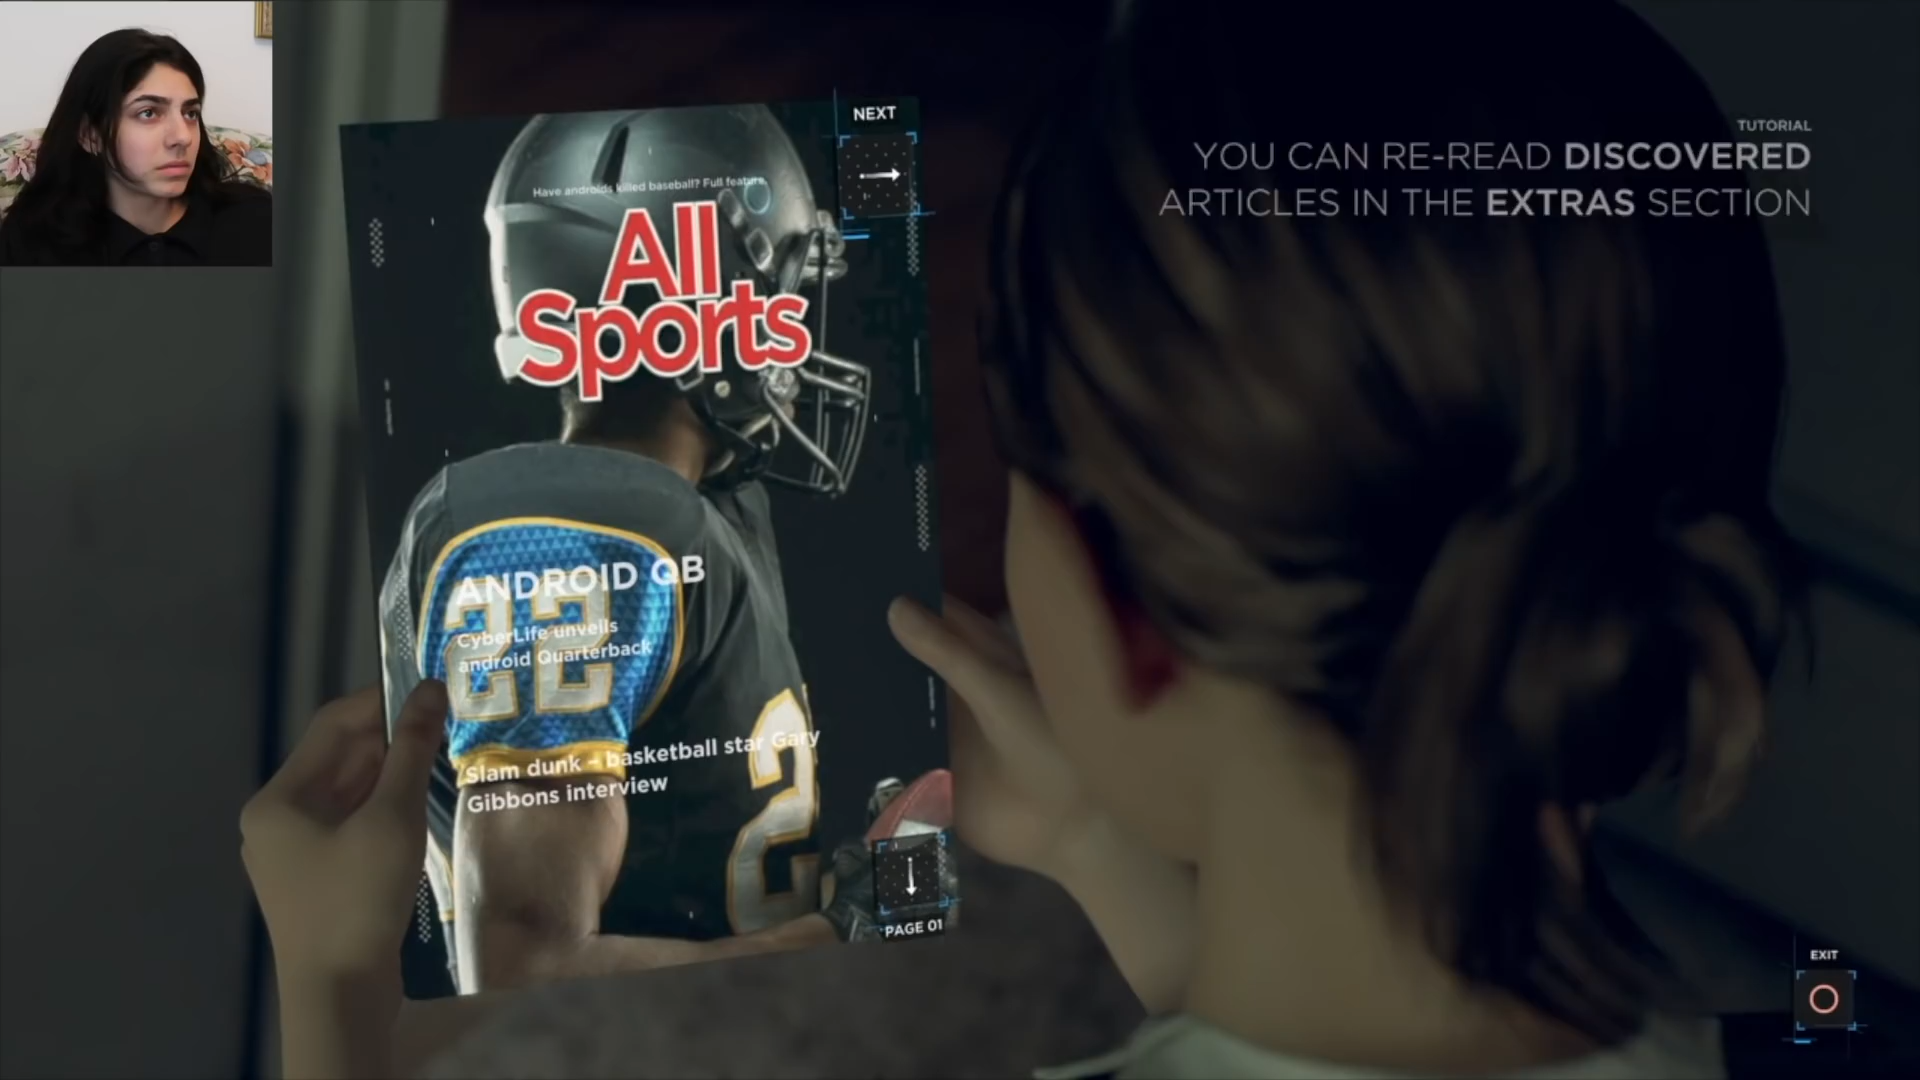 NEXT
TUTORIAL
YOU CAN RE-READ DISCOVERED
ARTICLES IN THE EXTRAS SECTION
Have androids killed baseball? Full feature.
All
Sports
ANDROID QB
22
CyberLife unveils
android Quarterback
Slam dunk – basketball star Gary
Gibbons interview
2
PAGE 01
EXIT